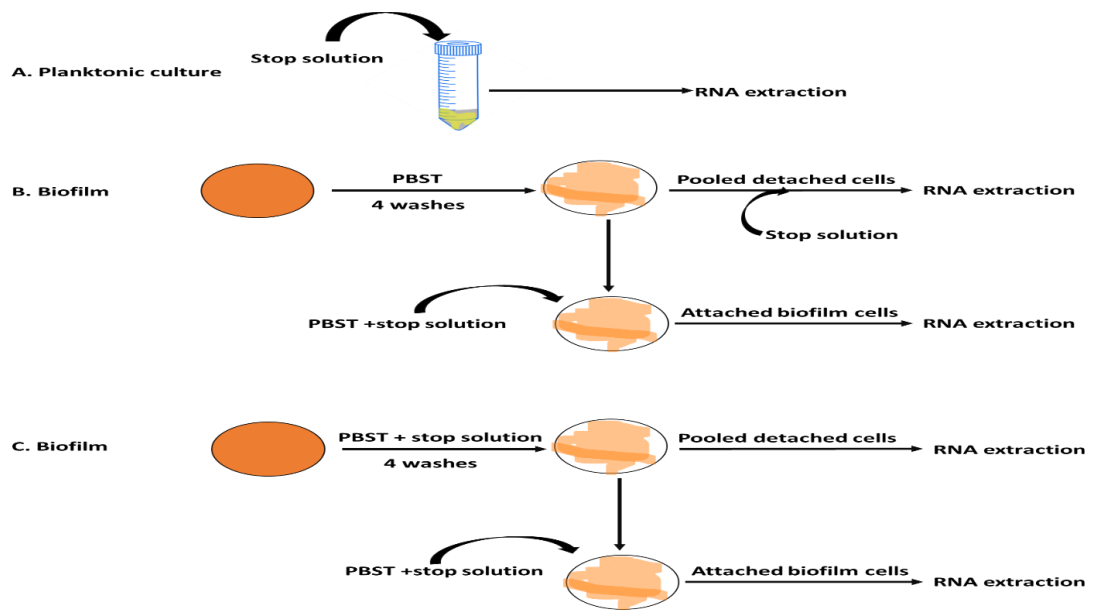 Stop solution
A. Planktonic culture
RNA extraction
B. Biofilm
PBST
4 washes
Pooled detached cells
RNA extraction
Stop solution
PBST +stop solution
Attached biofilm cells
RNA extraction
C. Biofilm
PBST + stop solution
4 washes
Pooled detached cells
RNA extraction
PBST +stop solution
Attached biofilm cells
RNA extraction